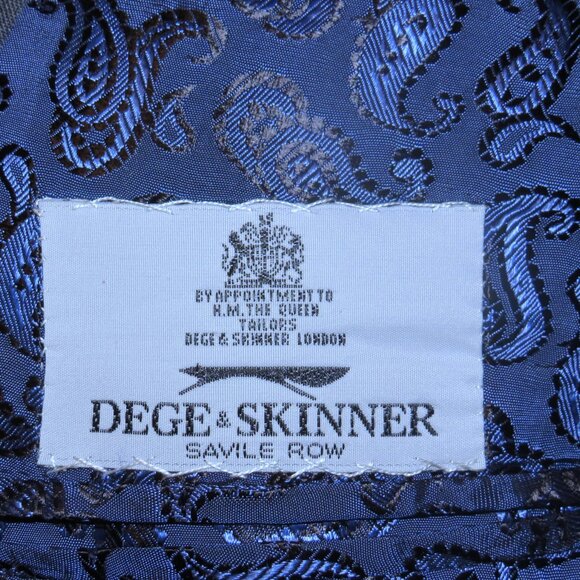 BY APPOINTMENT TO
H.M. THE QUEEN
TAILORS
DEGE & SKINNER LONDON
DEGE & SKINNER
SAVILE ROW